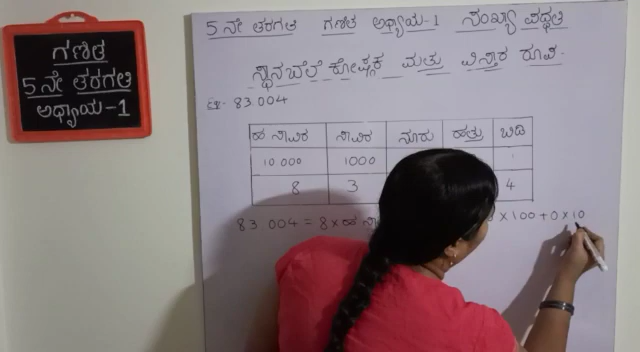 ಗಣಿತ
5 ನೇ ತರಗತಿ
ಅಧ್ಯಾಯ-1
5 ನೇ ತರಗತಿ ಗಣಿತ ಅಧ್ಯಾಯ-1 ಸಂಖ್ಯಾ ಪದ್ಧತಿ
ಸ್ಥಾನಬೆಲೆ ಕೋಷ್ಟಕ ಮತ್ತು ವಿಸ್ತಾರ ರೂಪ.
ಉ:- 83.004
ಹ ಸಾವಿರ ಸಾವಿರ ನೂರು ಹತ್ತು ಬಿಡಿ
10.000 1000 1
8 3 4
83.004 = 8 × ಹ ಸಾ × 100 + 0 × 10